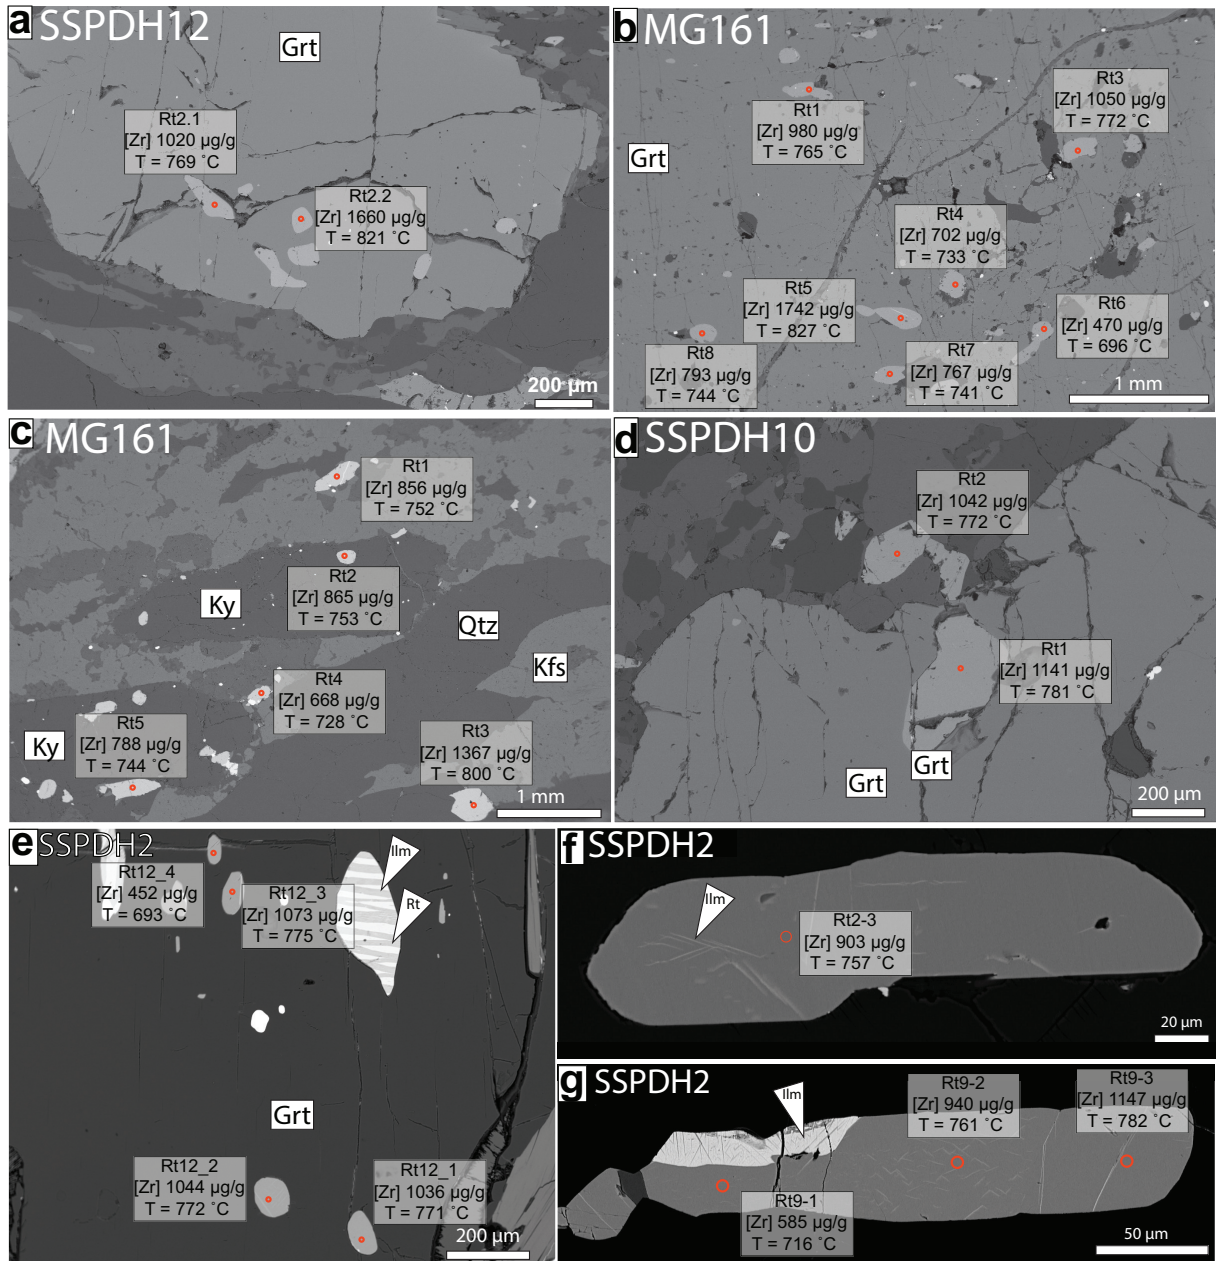 a SSPDH12
Grt
Rt2.1
[Zr] 1020 µg/g
T = 769 ˚C
Rt2.2
[Zr] 1660 µg/g
T = 821 ˚C
200 µm
b MG161
Grt
Rt1
[Zr] 980 µg/g
T = 765 ˚C
Rt3
[Zr] 1050 µg/g
T = 772 ˚C
Rt4
[Zr] 702 µg/g
T = 733 ˚C
Rt5
[Zr] 1742 µg/g
T = 827 ˚C
Rt6
[Zr] 470 µg/g
T = 696 ˚C
Rt8
[Zr] 793 µg/g
T = 744 ˚C
Rt7
[Zr] 767 µg/g
T = 741 ˚C
1 mm
c MG161
Rt1
[Zr] 856 µg/g
T = 752 ˚C
Rt2
[Zr] 865 µg/g
T = 753 ˚C
Ky
Qtz
Kfs
Rt4
[Zr] 668 µg/g
T = 728 ˚C
Ky
Rt5
[Zr] 788 µg/g
T = 744 ˚C
Rt3
[Zr] 1367 µg/g
T = 800 ˚C
1 mm
d SSPDH10
Rt2
[Zr] 1042 µg/g
T = 772 ˚C
Rt1
[Zr] 1141 µg/g
T = 781 ˚C
Grt
Grt
200 µm
e SSPDH2
Ilm
Rt
Rt12_4
[Zr] 452 µg/g
T = 693 ˚C
Rt12_3
[Zr] 1073 µg/g
T = 775 ˚C
Grt
Rt12_2
[Zr] 1044 µg/g
T = 772 ˚C
Rt12_1
[Zr] 1036 µg/g
T = 771 ˚C
200 µm
f SSPDH2
Ilm
Rt2-3
[Zr] 903 µg/g
T = 757 ˚C
20 µm
g SSPDH2
Ilm
Rt9-2
[Zr] 940 µg/g
T = 761 ˚C
Rt9-3
[Zr] 1147 µg/g
T = 782 ˚C
Rt9-1
[Zr] 585 µg/g
T = 716 ˚C
50 µm